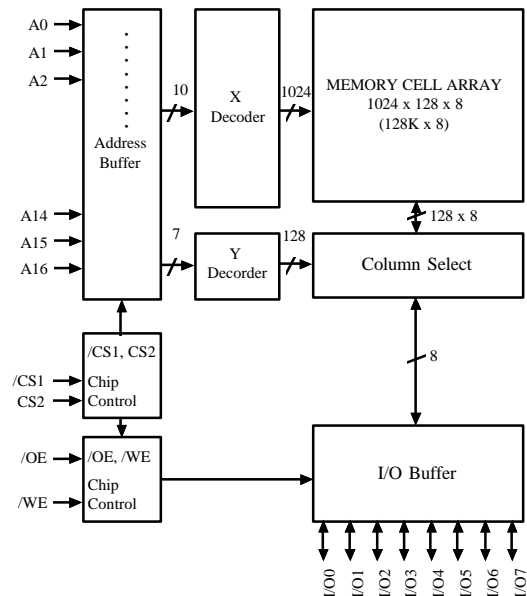 A0
A1
A2
Address
Buffer
A14
A15
A16
10
X
Decoder
1024
MEMORY CELL ARRAY
1024 x 128 x 8
(128K x 8)
128 x 8
7
Y
Decorder
128
Column Select
8
/CS1, CS2
/CS1
Chip
CS2
Control
/OE
/OE, /WE
Chip
/WE
Control
I/O Buffer
I/O0
I/O1
I/O2
I/O3
I/O4
I/O5
I/O6
I/O7